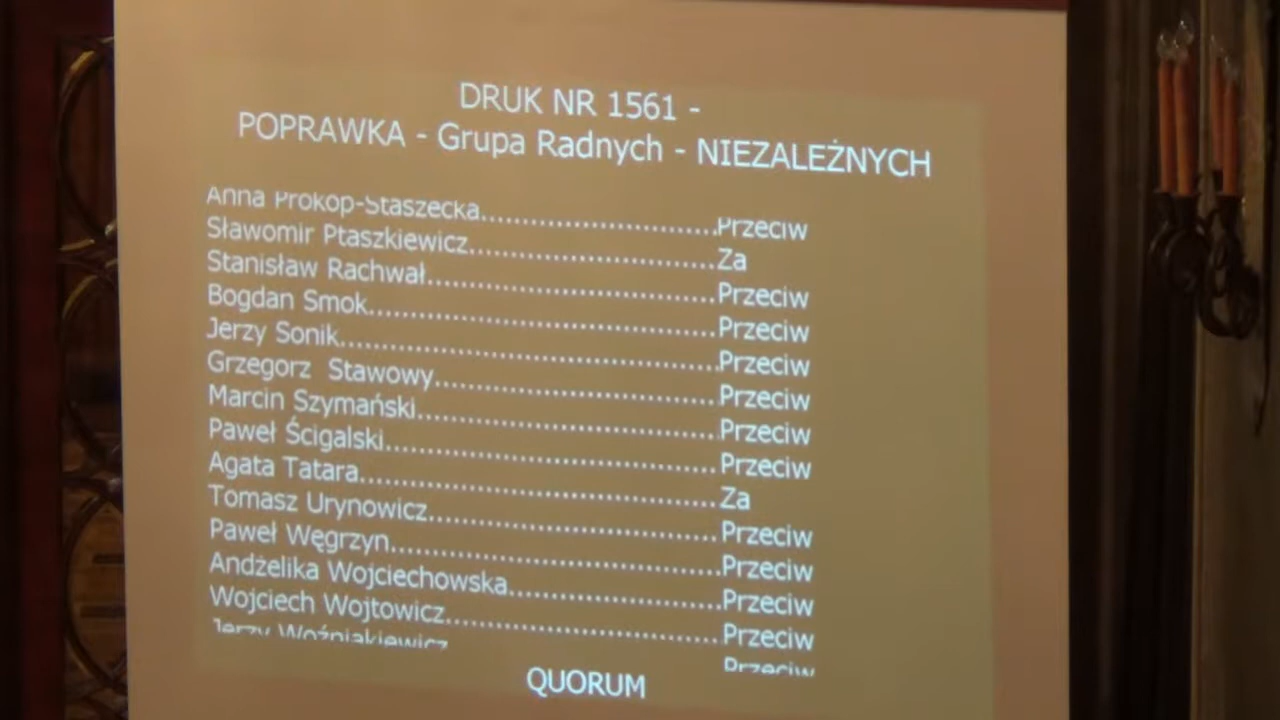 DRUK NR 1561 -
POPRAWKA - Grupa Radnych - NIEZALEŻNYCH
Anna Prokop-Staszecka..............................Przeciw
Sławomir Ptaszkiewicz...............................Za
Stanisław Rachwał....................................Przeciw
Bogdan Smok...........................................Przeciw
Jerzy Sonik...............................................Przeciw
Grzegorz  Stawowy...................................Przeciw
Marcin Szymański.....................................Przeciw
Paweł Ścigalski.........................................Przeciw
Agata Tatara............................................Za
Tomasz Urynowicz....................................Przeciw
Paweł Węgrzyn.........................................Przeciw
Andżelika Wojciechowska..........................Przeciw
Wojciech Wojtowicz..................................Przeciw
Jerzy Woźniakiewicz Przeciw
QUORUM